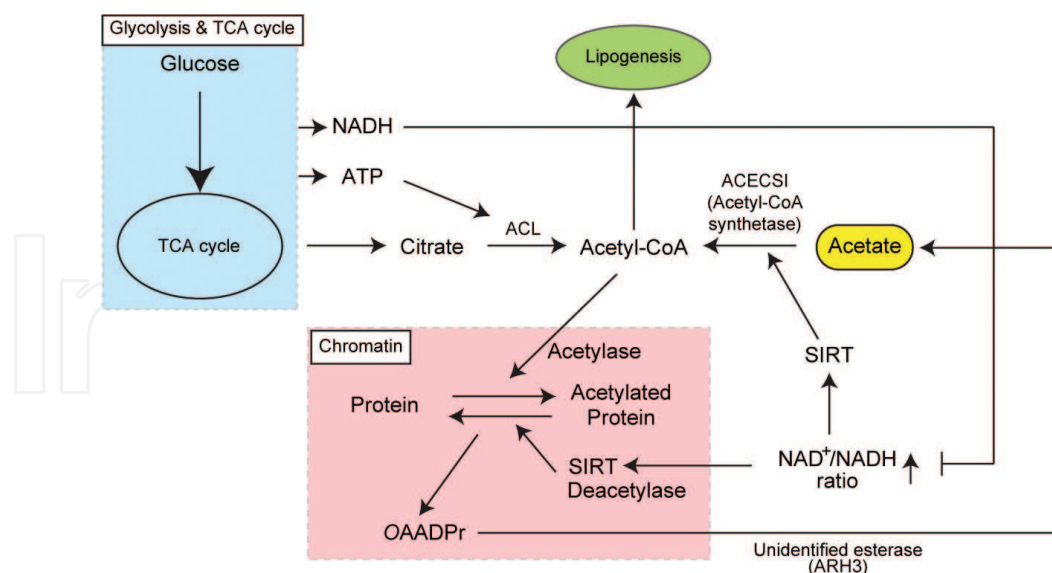 Glycolysis & TCA cycle
Glucose
Lipogenesis
NADH
ATP
ACECSI
(Acetyl-CoA
synthetase)
TCA cycle
Citrate
ACL
Acetyl-CoA
Acetate
Chromatin
Acetylase
SIRT
Protein
Acetylated
Protein
SIRT
Deacetylase
NAD⁺/NADH
ratio
OAADPr
Unidentified esterase
(ARH3)